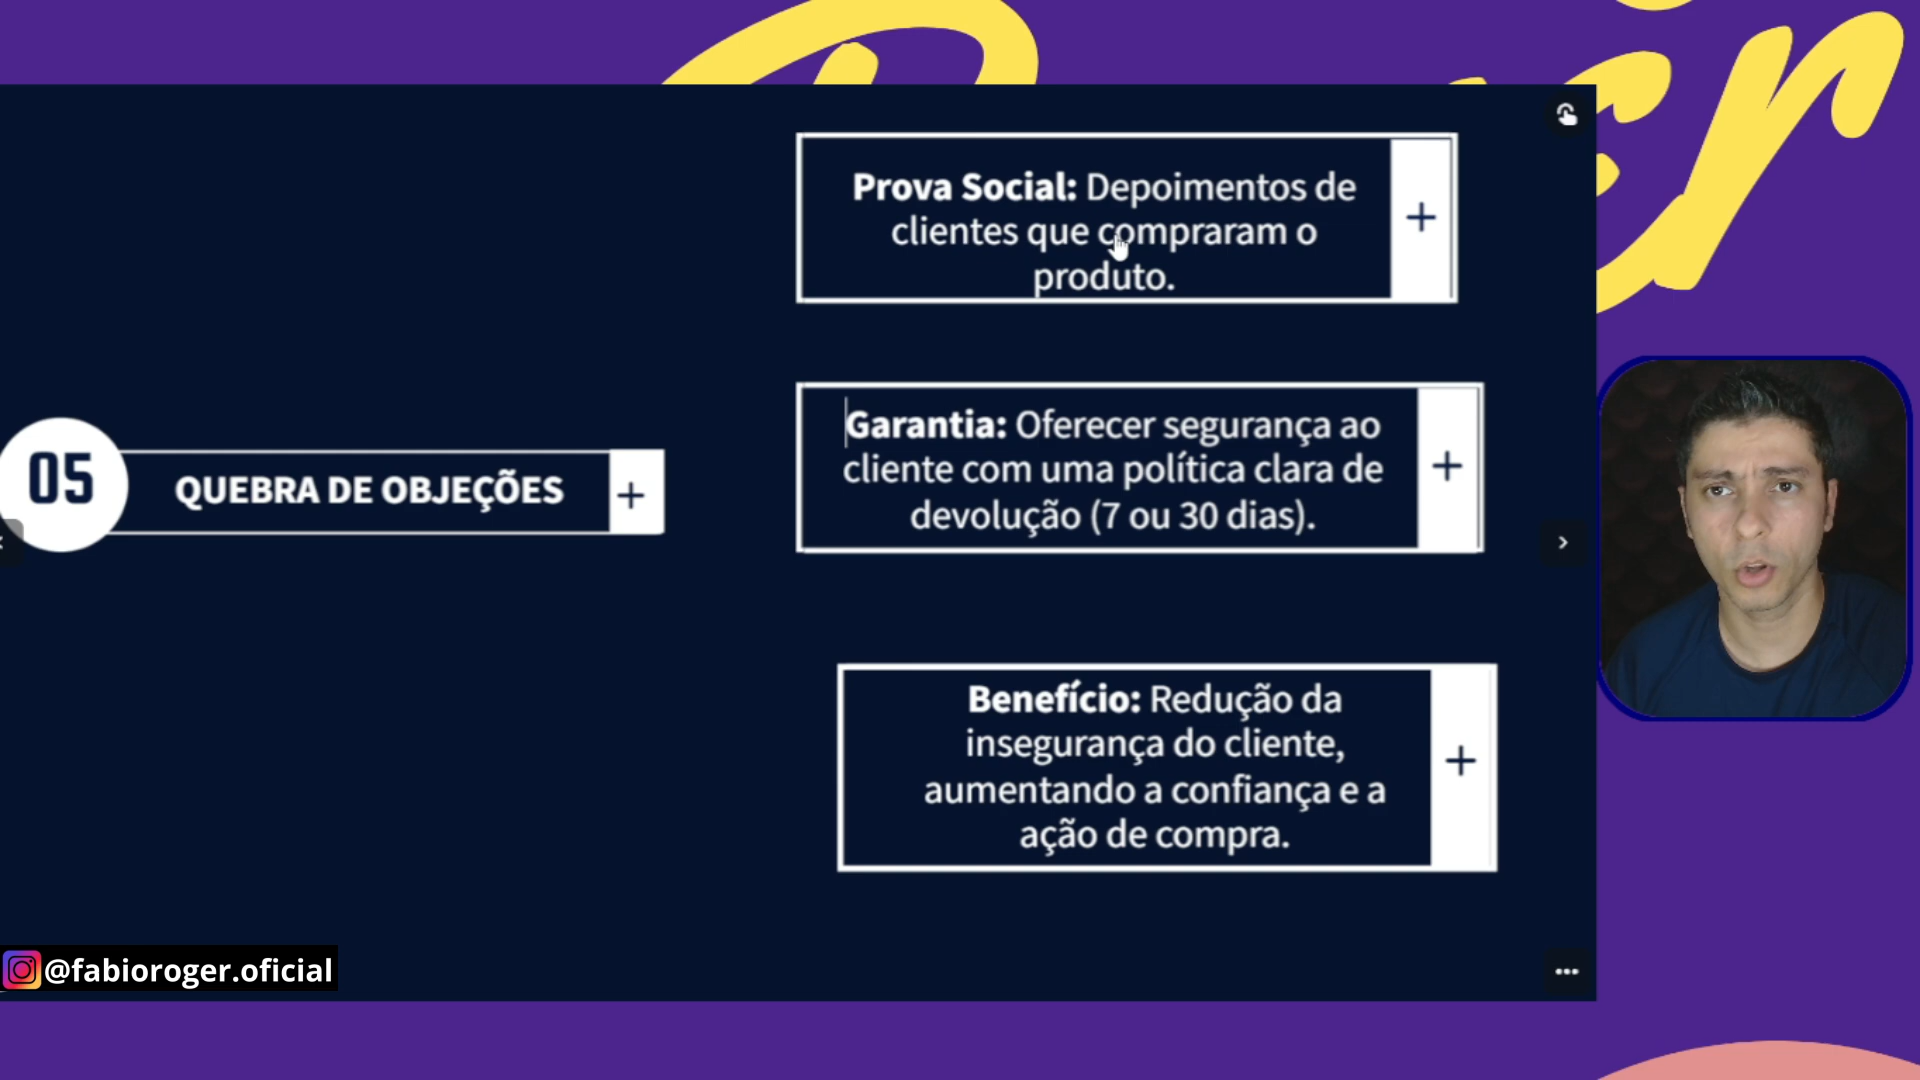 05
QUEBRA DE OBJEÇÕES
+
Prova Social: Depoimentos de
clientes que compraram o
produto.
+
Garantia: Oferecer segurança ao
cliente com uma política clara de
devolução (7 ou 30 dias).
+
Benefício: Redução da
insegurança do cliente,
aumentando a confiança e a
ação de compra.
+
@fabioroger.oficial